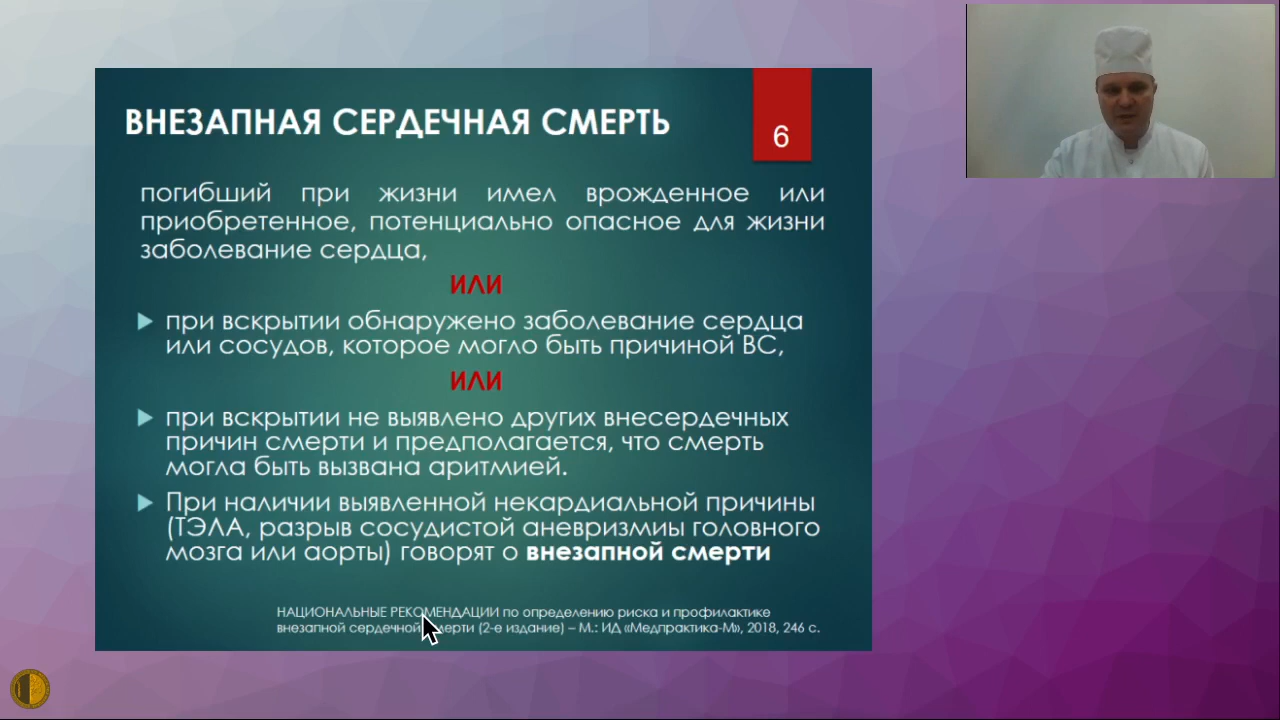 ВНЕЗАПНАЯ СЕРДЕЧНАЯ СМЕРТЬ
6
погибший при жизни имел врожденное или
приобретенное, потенциально опасное для жизни
заболевание сердца,
ИЛИ
при вскрытии обнаружено заболевание сердца
или сосудов, которое могло быть причиной ВС,
ИЛИ
при вскрытии не выявлено других внесердечных
причин смерти и предполагается, что смерть
могла быть вызвана аритмией.
При наличии выявленной некардиальной причины
(ТЭЛА, разрыв сосудистой аневризмиы головного
мозга или аорты) говорят о внезапной смерти
НАЦИОНАЛЬНЫЕ РЕКОМЕНДАЦИИ по определению риска и профилактике
внезапной сердечной смерти (2-е издание) – М.: ИД «Медпрактика-М», 2018, 246 с.